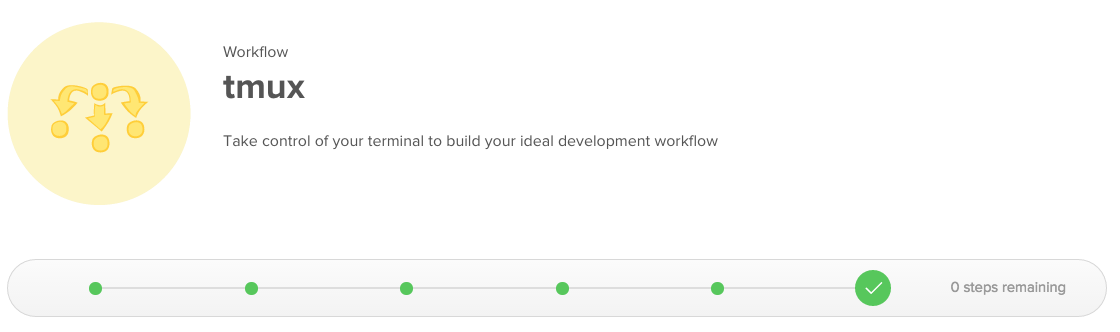 Workflow
tmux
Take control of your terminal to build your ideal development workflow
0 steps remaining